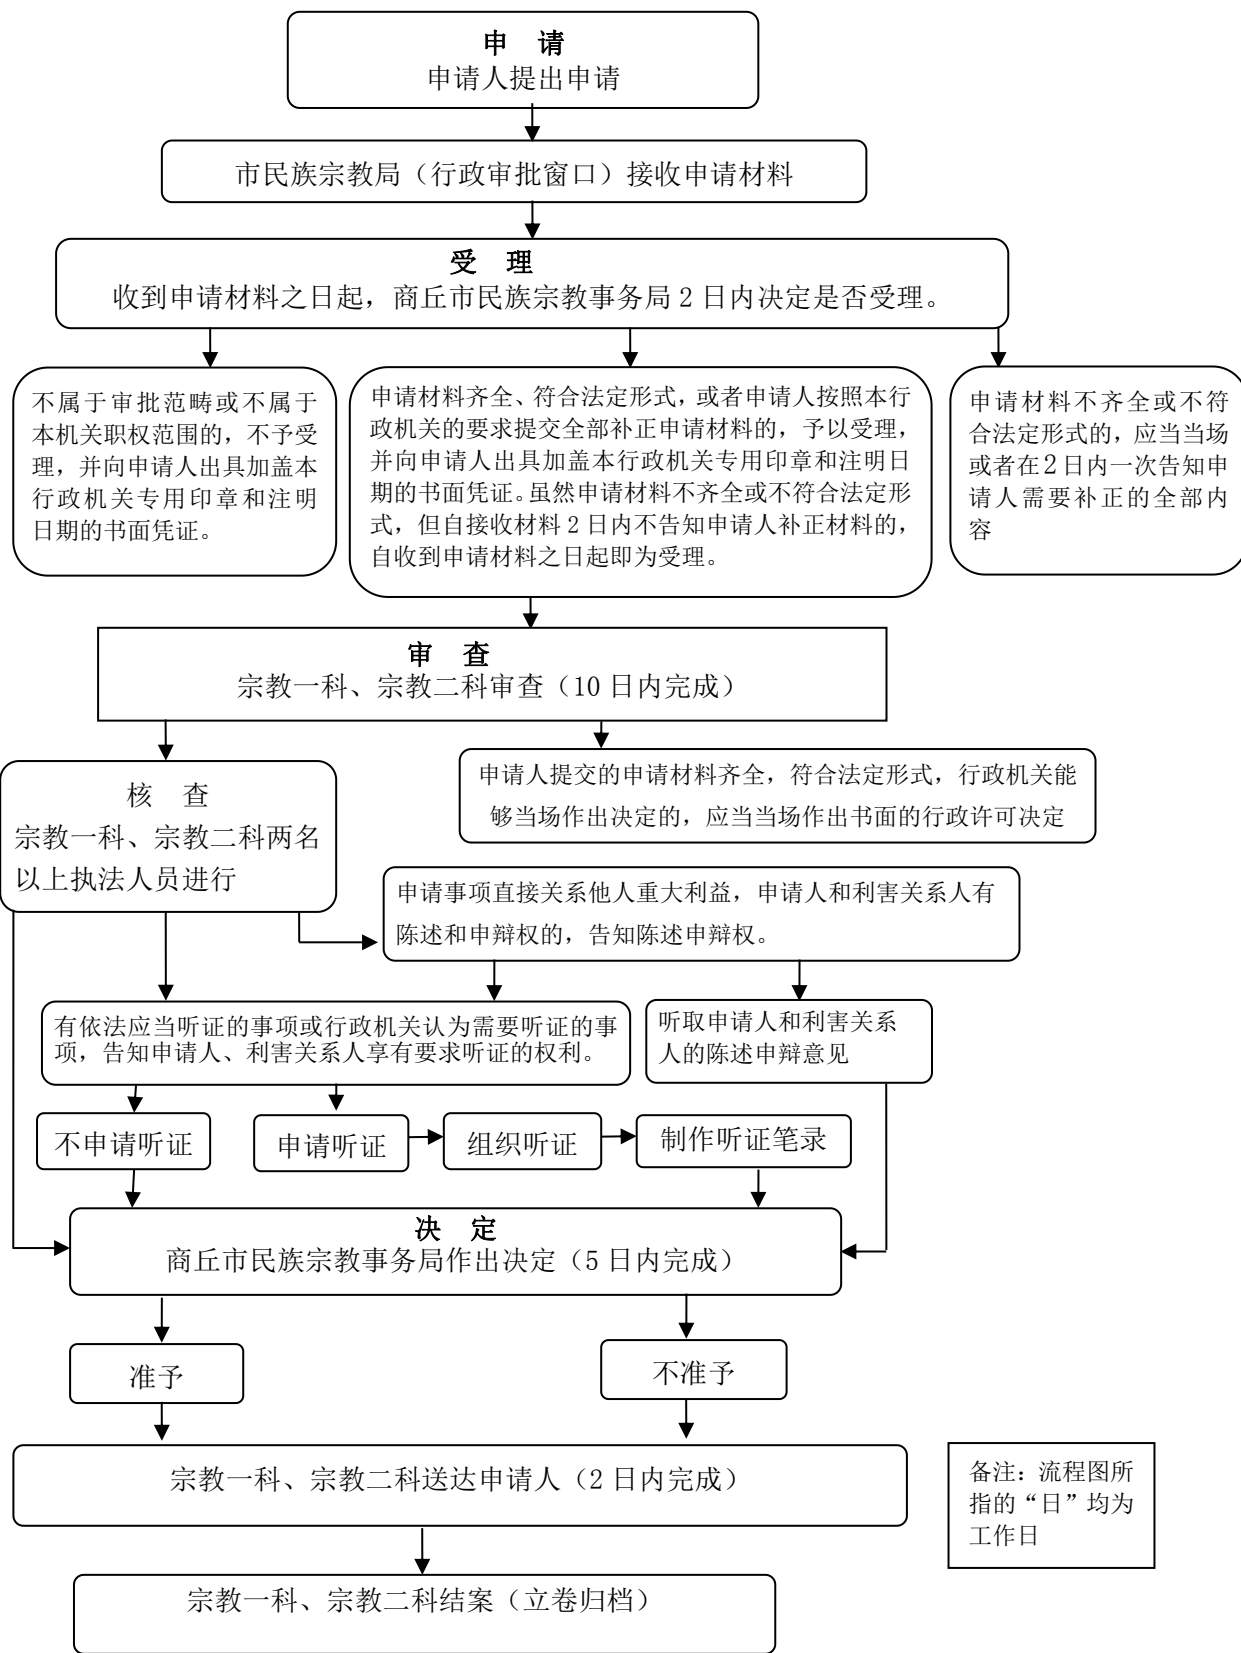 申 请
申请人提出申请
市民族宗教局（行政审批窗口）接收申请材料
受 理
收到申请材料之日起，商丘市民族宗教事务局 2 日内决定是否受理。
不属于审批范畴或不属于
本机关职权范围的，不予受
理，并向申请人出具加盖本
行政机关专用印章和注明
日期的书面凭证。
申请材料齐全、符合法定形式，或者申请人按照本行
政机关的要求提交全部补正申请材料的，予以受理，
并向申请人出具加盖本行政机关专用印章和注明日
期的书面凭证。虽然申请材料不齐全或不符合法定形
式，但自接收材料 2 日内不告知申请人补正材料的，
自收到申请材料之日起即为受理。
申请材料不齐全或不符
合法定形式的，应当当场
或者在2日内一次告知申
请人需要补正的全部内
容
审 查
宗教一科、宗教二科审查（10 日内完成）
核 查
宗教一科、宗教二科两名
以上执法人员进行
申请人提交的申请材料齐全，符合法定形式，行政机关能
够当场作出决定的，应当当场作出书面的行政许可决定
申请事项直接关系他人重大利益，申请人和利害关系人有
陈述和申辩权的，告知陈述申辩权。
有依法应当听证的事项或行政机关认为需要听证的事
项，告知申请人、利害关系人享有要求听证的权利。
听取申请人和利害关系
人的陈述申辩意见
不申请听证
申请听证
组织听证
制作听证笔录
决 定
商丘市民族宗教事务局作出决定（5 日内完成）
准予
不准予
宗教一科、宗教二科送达申请人（2 日内完成）
备注：流程图所
指的“日”均为
工作日
宗教一科、宗教二科结案（立卷归档）